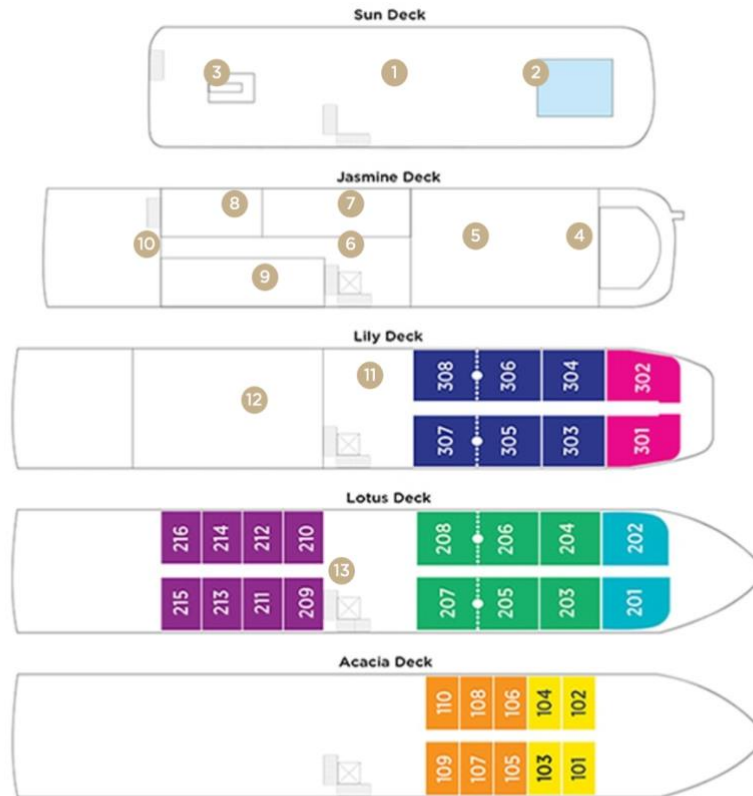 Sun Deck
3 1 2
Jasmine Deck
8 7
10 6 5 4
9
Lily Deck
11
12
308 306 304 302
307 305 303 301
Lotus Deck
216 214 212 210 208 206 204 202
13
215 213 211 209 207 205 203 201
Acacia Deck
110 108 106 104 102
109 107 105 103 101